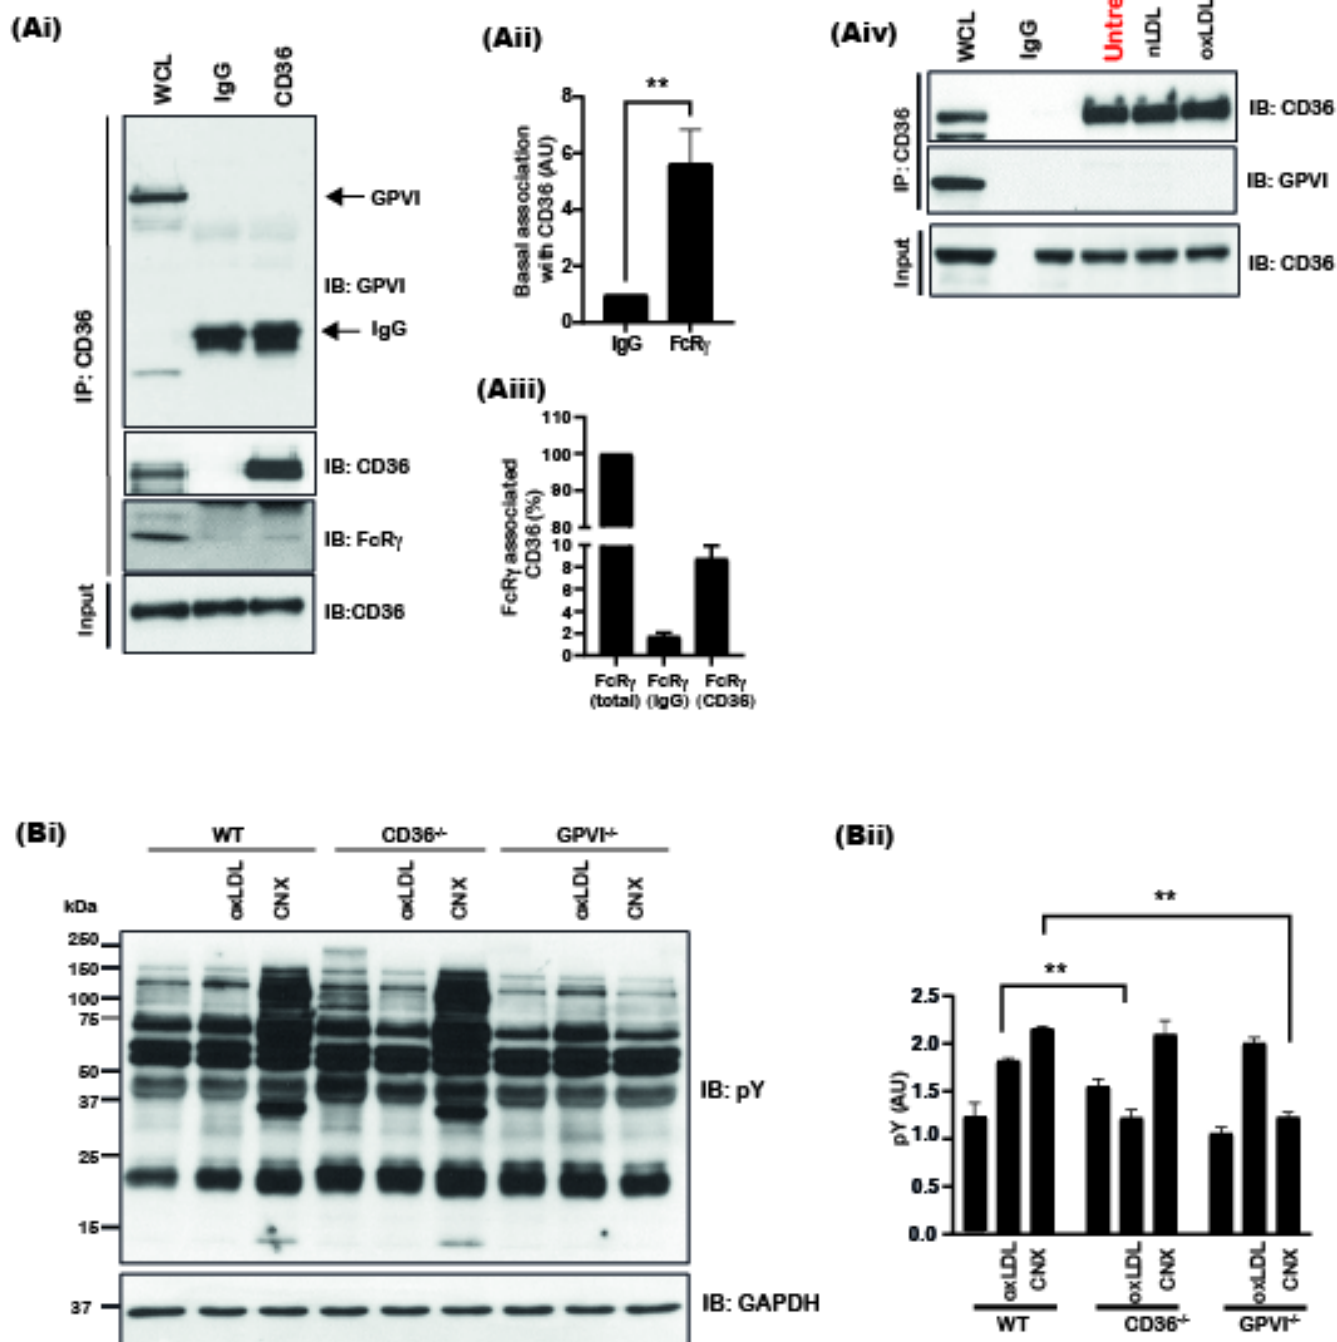 (Ai)
WCL
IgG
CD36
IP: CD36
GPVI
IB: GPVI
IgG
IB: CD36
IB: FcRγ
Input
IB:CD36
(Aii)
**
Basal association
with CD36 (AU)
8
6
4
2
0
IgG
FcRγ
(Aiii)
FcRγ associated
CD36 (%)
110
100
90
80
10
8
6
4
2
0
FcRγ FcRγ FcRγ
(total) (IgG) (CD36)
(Aiv)
WCL
IgG
Untre
nLDL
oxLDL
IP: CD36
IB: CD36
IB: GPVI
Input
IB: CD36
(Bi)
WT
CD36-/-
GPVI-/-
oxLDL
CNX
oxLDL
CNX
oxLDL
CNX
kDa
250
150
100
75
50
37
25
15
IB: pY
37
IB: GAPDH
(Bii)
**
**
pY (AU)
2.5
2.0
1.5
1.0
0.5
0.0
oxLDL
CNX
oxLDL
CNX
oxLDL
CNX
WT
CD36-/-
GPVI-/-